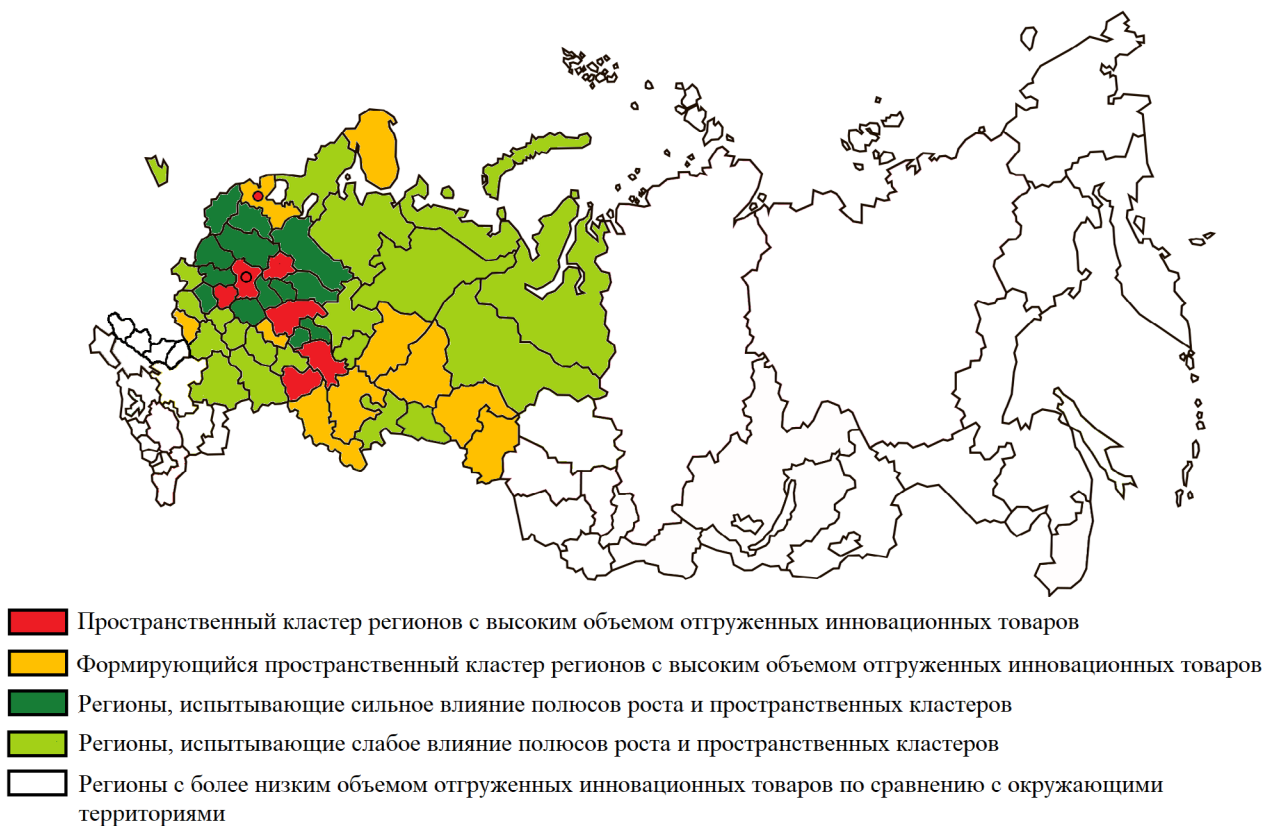 Пространственный кластер регионов с высоким объемом отгруженных инновационных товаров
Формирующийся пространственный кластер регионов с высоким объемом отгруженных инновационных товаров
Регионы, испытывающие сильное влияние полюсов роста и пространственных кластеров
Регионы, испытывающие слабое влияние полюсов роста и пространственных кластеров
Регионы с более низким объемом отгруженных инновационных товаров по сравнению с окружающими
территориями